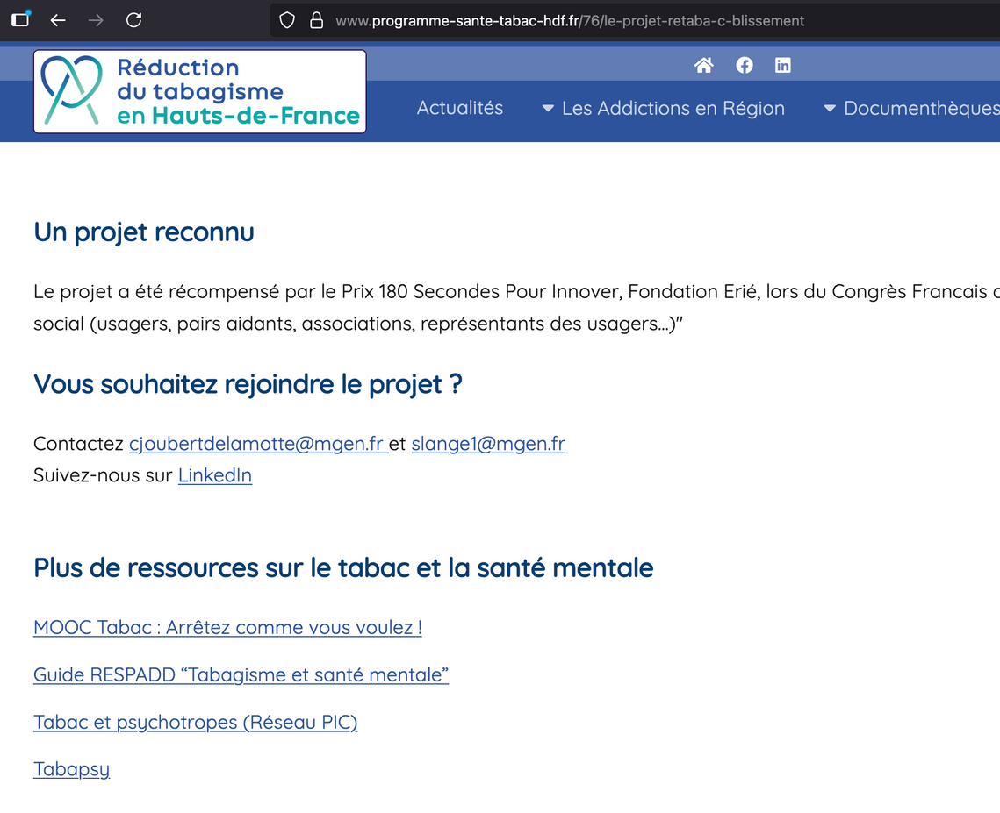 www.programme-sante-tabac-hdf.fr/76/le-projet-retaba-c-blissement
Réduction
du tabagisme
en Hauts-de-France
Actualités
Les Addictions en Région
Documenthèques
Un projet reconnu
Le projet a été récompensé par le Prix 180 Secondes Pour Innover, Fondation Erié, lors du Congrès Francais
social (usagers, pairs aidants, associations, représentants des usagers...)"
Vous souhaitez rejoindre le projet ?
Contactez cjoubertdelamotte@mgen.fr et slange1@mgen.fr
Suivez-nous sur LinkedIn
Plus de ressources sur le tabac et la santé mentale
MOOC Tabac : Arrêtez comme vous voulez !
Guide RESPADD “Tabagisme et santé mentale”
Tabac et psychotropes (Réseau PIC)
Tabapsy